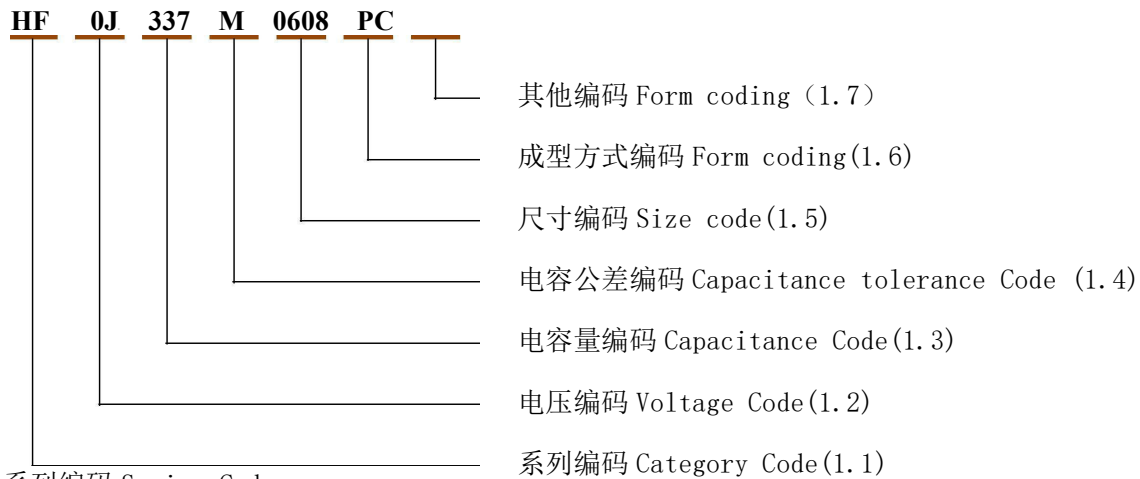 HF 0J 337 M 0608 PC
其他编码 Form coding（1.7）
成型方式编码 Form coding(1.6)
尺寸编码 Size code(1.5)
电容公差编码 Capacitance tolerance Code (1.4)
电容量编码 Capacitance Code(1.3)
电压编码 Voltage Code(1.2)
系列编码 Category Code(1.1)